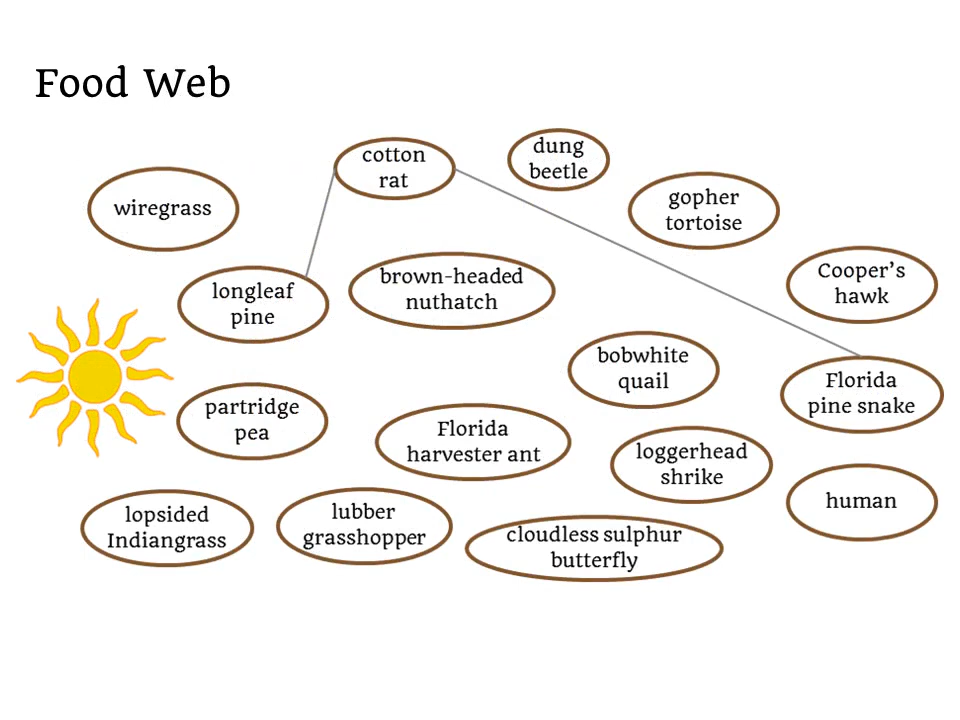 Food Web
cotton
rat
dung
beetle
wiregrass
gopher
tortoise
longleaf
pine
brown-headed
nuthatch
Cooper’s
hawk
bobwhite
quail
Florida
pine snake
partridge
pea
Florida
harvester ant
loggerhead
shrike
human
lopsided
Indiangrass
lubber
grasshopper
cloudless sulphur
butterfly